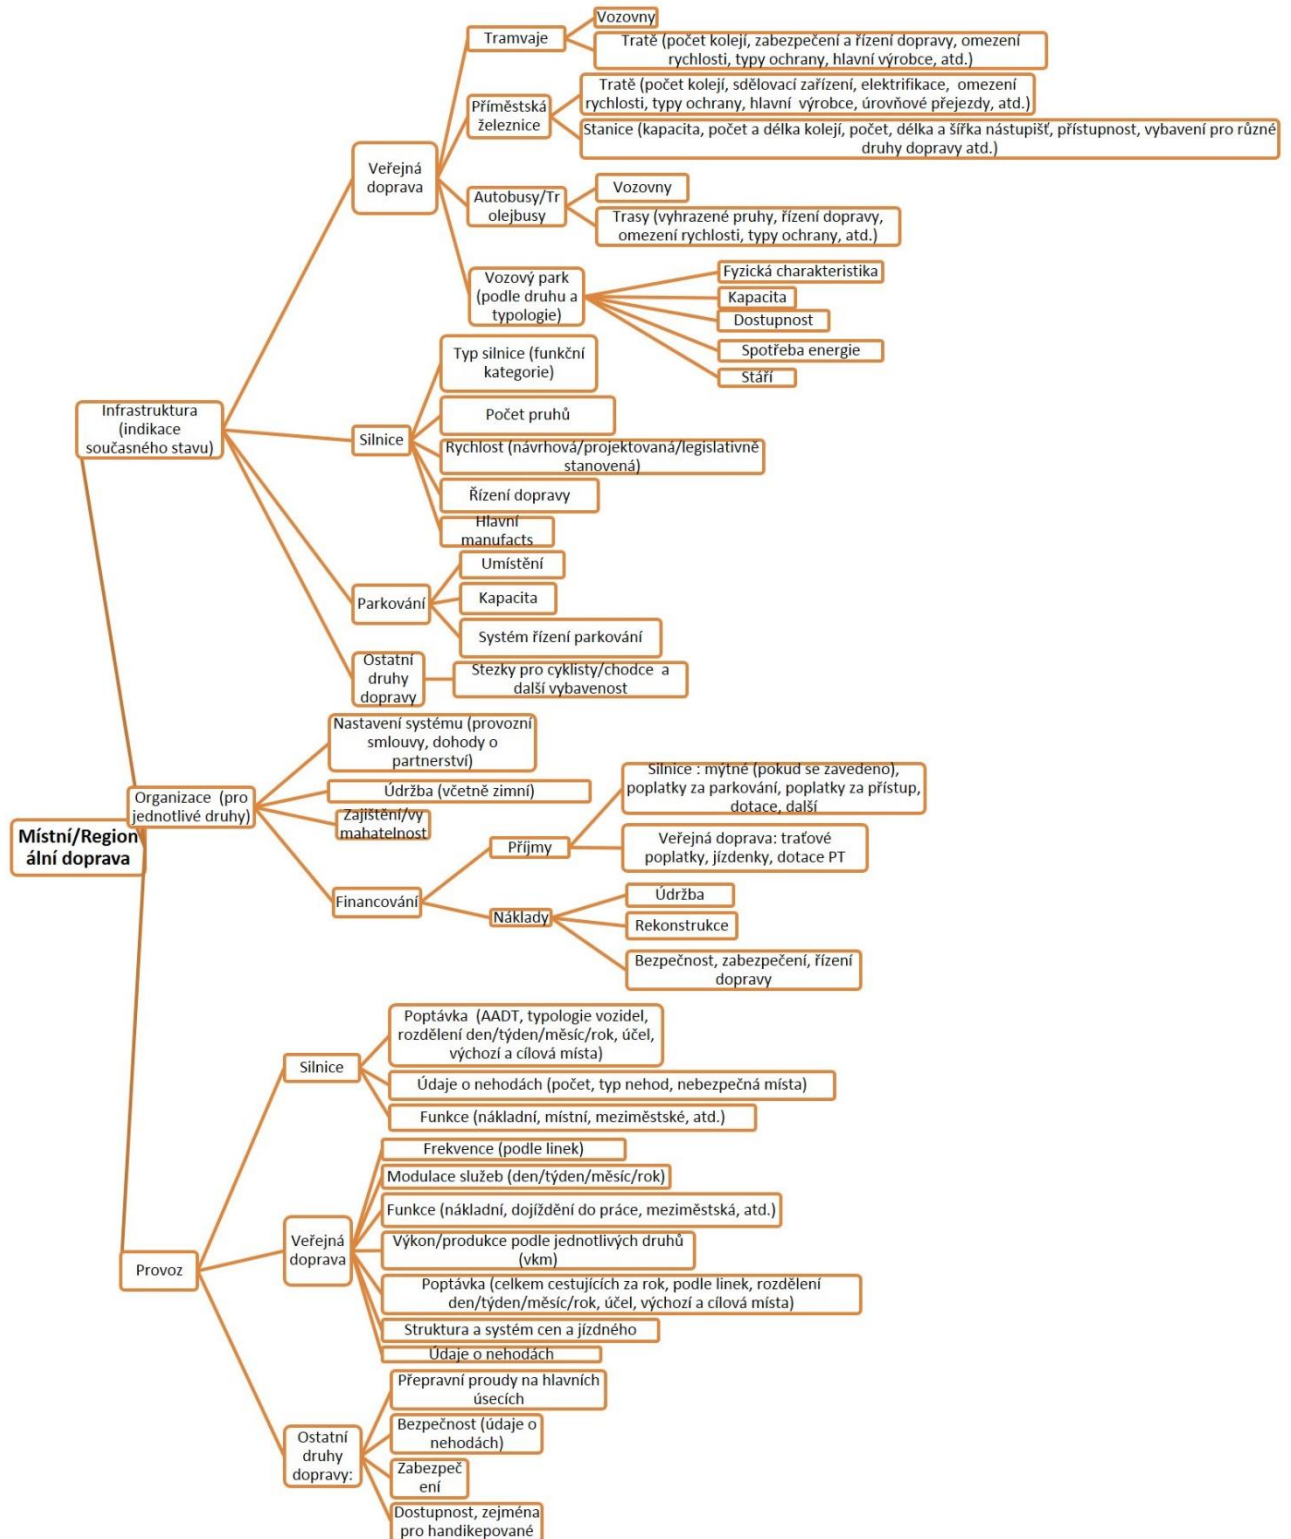 Místní/Region
ální doprava
Infrastruktura
(indikace
současného stavu)
Veřejná
doprava
Tramvaje
Vozovny
Tratě (počet kolejí, zabezpečení a řízení dopravy, omezení
rychlosti, typy ochrany, hlavní výrobce, atd.)
Příměstská
železnice
Tratě (počet kolejí, sdělovací zařízení, elektrifikace, omezení
rychlosti, typy ochrany, hlavní výrobce, úrovňové přejezdy, atd.)
Stanice (kapacita, počet a délka kolejí, počet, délka a šířka nástupišť, přístupnost, vybavení pro různé
druhy dopravy atd.)
Autobusy/Tr
olejbusy
Vozovny
Trasy (vyhrazené pruhy, řízení dopravy,
omezení rychlosti, typy ochrany, atd.)
Vozový park
(podle druhu a
typologie)
Fyzická charakteristika
Kapacita
Dostupnost
Spotřeba energie
Stáří
Silnice
Typ silnice (funkční
kategorie)
Počet pruhů
Rychlost (návrhová/projektovaná/legislativně
stanovená)
Řízení dopravy
Hlavní
manufacts
Parkování
Umístění
Kapacita
Systém řízení parkování
Ostatní
druhy
dopravy
Stezky pro cyklisty/chodce a
další vybavenost
Organizace (pro
jednotlivé druhy)
Nastavení systému (provozní
smlouvy, dohody o
partnerství)
Údržba (včetně zimní)
Zajištění/vy
mahatelnost
Financování
Příjmy
Silnice : mýtné (pokud se zavedeno),
poplatky za parkování, poplatky za přístup,
dotace, další
Veřejná doprava: traťové
poplatky, jízdenky, dotace PT
Náklady
Údržba
Rekonstrukce
Bezpečnost, zabezpečení, řízení
dopravy
Provoz
Silnice
Poptávka (AADT, typologie vozidel,
rozdělení den/týden/měsíc/rok, účel,
výchozí a cílová místa)
Údaje o nehodách (počet, typ nehod, nebezpečná místa)
Funkce (nákladní, místní, meziměstské, atd.)
Veřejná
doprava
Frekvence (podle linek)
Modulace služeb (den/týden/měsíc/rok)
Funkce (nákladní, dojíždění do práce, meziměstská, atd.)
Výkon/produkce podle jednotlivých druhů
(vkm)
Poptávka (celkem cestujících za rok, podle linek, rozdělení
den/týden/měsíc/rok, účel, výchozí a cílová místa)
Struktura a systém cen a jízdného
Údaje o nehodách
Ostatní
druhy
dopravy:
Přepravní proudy na hlavních
úsecích
Bezpečnost (údaje o
nehodách)
Zabezpeč
ení
Dostupnost, zejména
pro handikepované